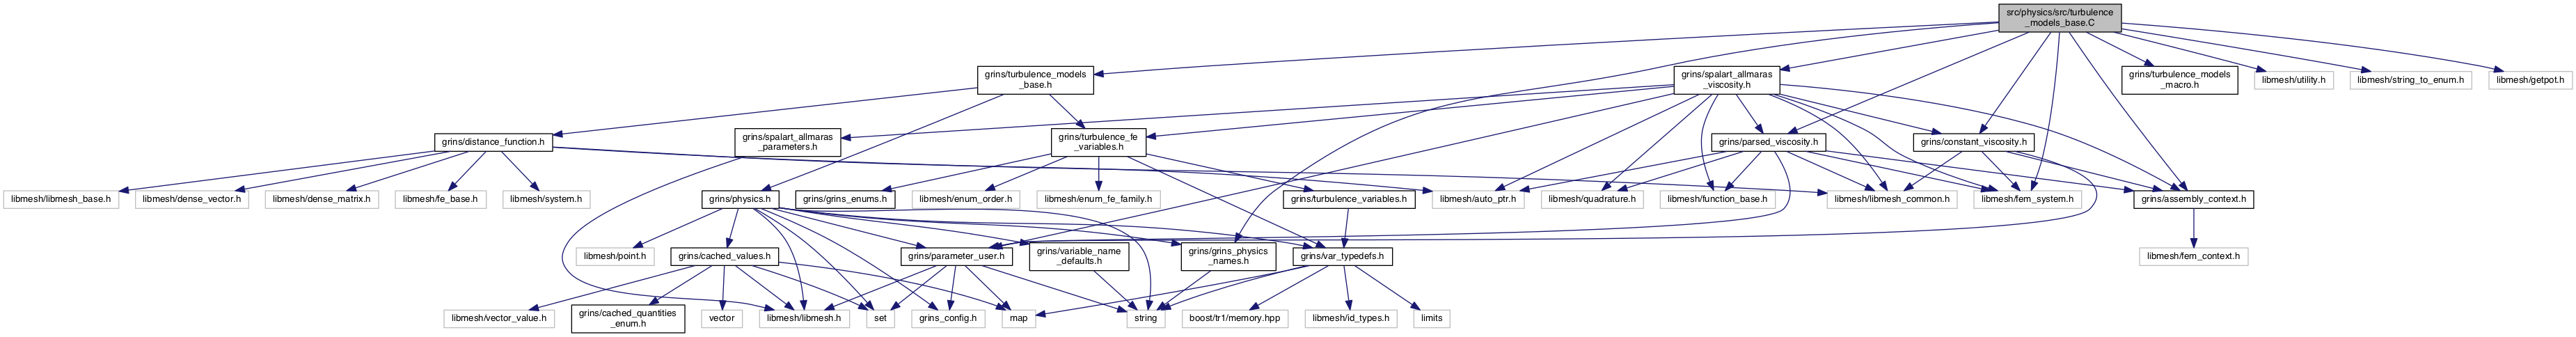 src/physics/src/turbulence
_models_base.C
grins/turbulence_models
_base.h
grins/spalart_allmaras
_viscosity.h
grins/turbulence_models
_macro.h
libmesh/utility.h
libmesh/string_to_enum.h
libmesh/getpot.h
grins/distance_function.h
grins/spalart_allmaras
_parameters.h
grins/turbulence_fe
_variables.h
grins/parsed_viscosity.h
grins/constant_viscosity.h
libmesh/libmesh_base.h
libmesh/dense_vector.h
libmesh/dense_matrix.h
libmesh/fe_base.h
libmesh/system.h
grins/physics.h
grins/grins_enums.h
libmesh/enum_order.h
libmesh/enum_fe_family.h
grins/turbulence_variables.h
libmesh/auto_ptr.h
libmesh/quadrature.h
libmesh/function_base.h
libmesh/libmesh_common.h
libmesh/fem_system.h
grins/assembly_context.h
libmesh/point.h
grins/cached_values.h
grins/parameter_user.h
grins/variable_name
_defaults.h
grins/grins_physics
_names.h
grins/var_typedefs.h
libmesh/fem_context.h
libmesh/vector_value.h
grins/cached_quantities
_enum.h
vector
libmesh/libmesh.h
set
grins_config.h
map
string
boost/tr1/memory.hpp
libmesh/id_types.h
limits